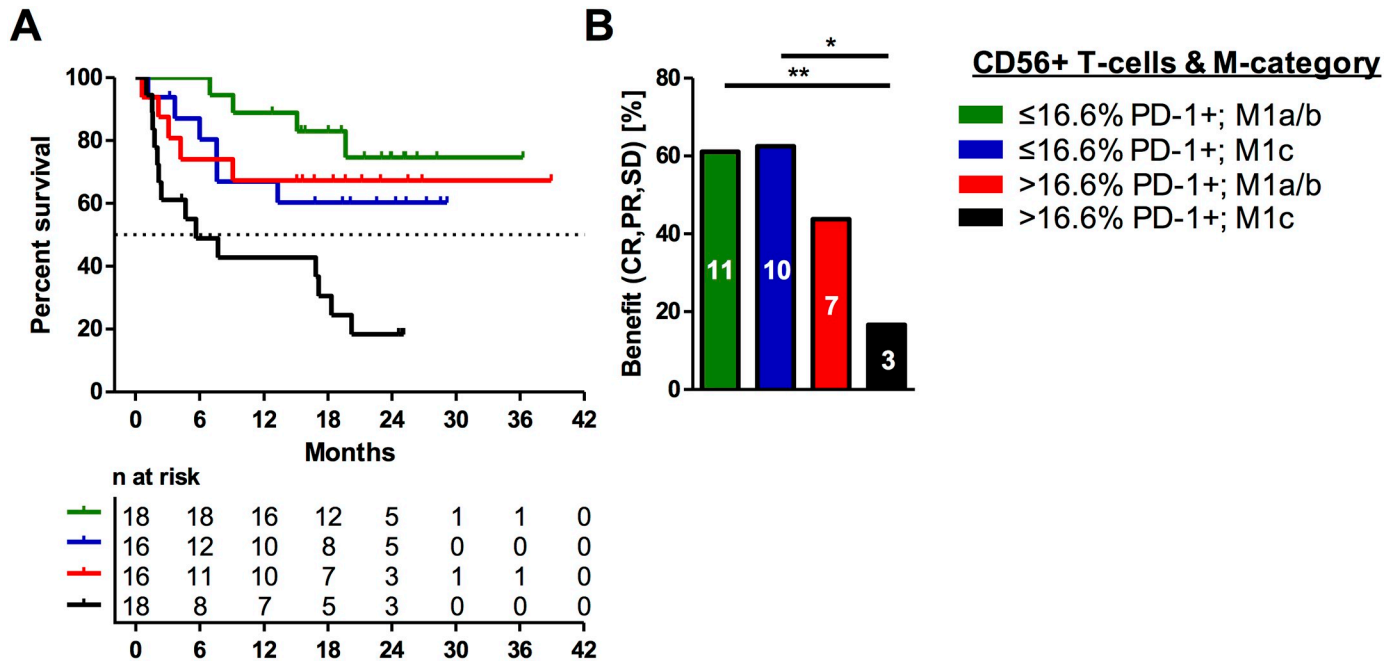 A
100
80
60
40
20
0
Percent survival
0 6 12 18 24 30 36 42
Months
n at risk
18 18 16 12 5 1 1 0
16 12 10 8 5 0 0 0
16 11 10 7 3 1 1 0
18 8 7 5 3 0 0 0
0 6 12 18 24 30 36 42
B
*
**
80
60
40
20
0
Benefit (CR,PR,SD) [%]
11
10
7
3
CD56+ T-cells & M-category
≤16.6% PD-1+; M1a/b
≤16.6% PD-1+; M1c
>16.6% PD-1+; M1a/b
>16.6% PD-1+; M1c